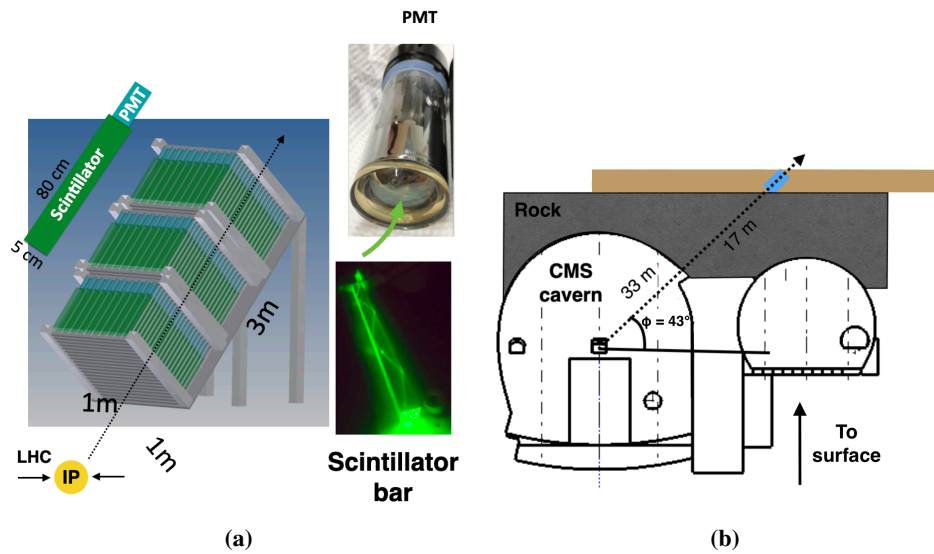 PMT
PMT
Scintillator
80 cm
5 cm
3m
1m
1m
LHC
IP
Scintillator
bar
(a)
Rock
17 m
33 m
CMS
cavern
ϕ = 43°
To
surface
(b)